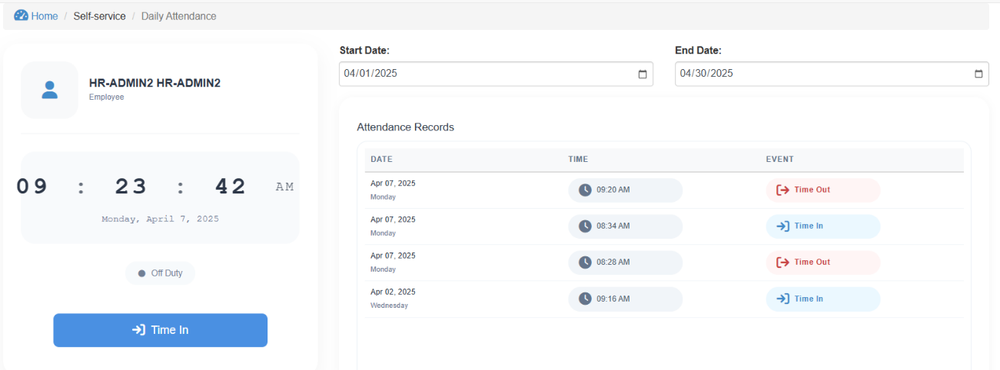 Home / Self-service / Daily Attendance
HR-ADMIN2 HR-ADMIN2
Employee
09 : 23 : 42 AM
Monday, April 7, 2025
Off Duty
Time In
Start Date:
04/01/2025
End Date:
04/30/2025
Attendance Records
DATE TIME EVENT
Apr 07, 2025
Monday
09:20 AM
Time Out
Apr 07, 2025
Monday
08:34 AM
Time In
Apr 07, 2025
Monday
08:28 AM
Time Out
Apr 02, 2025
Wednesday
09:16 AM
Time In